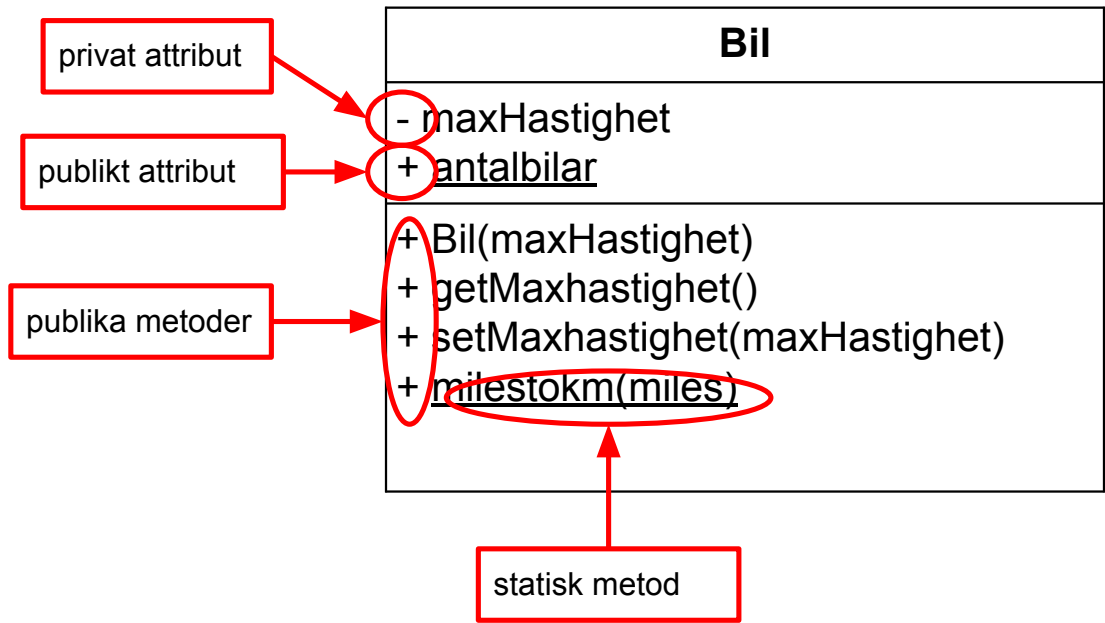 privat attribut
publikt attribut
publika metoder
Bil
- maxHastighet
+ antalbilar
+ Bil(maxHastighet)
+ getMaxhastighet()
+ setMaxhastighet(maxHastighet)
+ milestokm(miles)
statisk metod